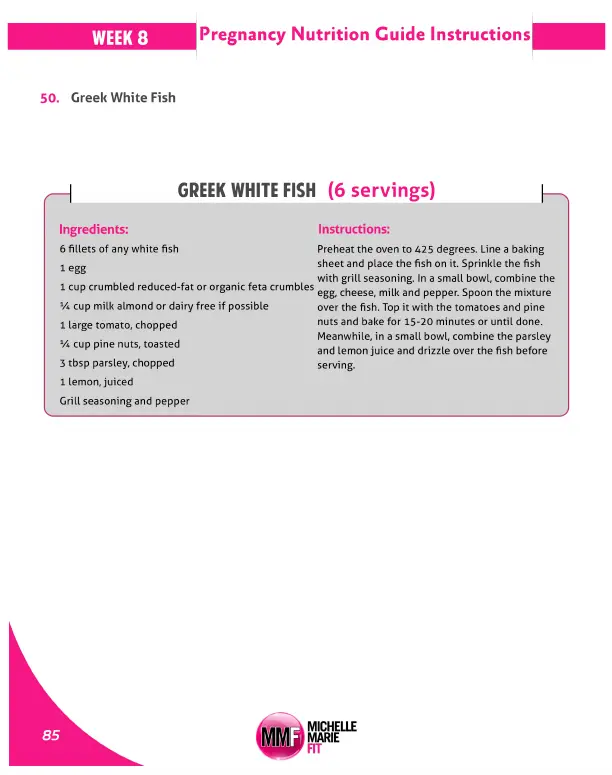 WEEK 8
Pregnancy Nutrition Guide Instructions
50. Greek White Fish
GREEK WHITE FISH (6 servings)
Ingredients:
6 fillets of any white fish
1 egg
1 cup crumbled reduced-fat or organic feta crumbles
¼ cup milk almond or dairy free if possible
1 large tomato, chopped
¼ cup pine nuts, toasted
3 tbsp parsley, chopped
1 lemon, juiced
Grill seasoning and pepper
Instructions:
Preheat the oven to 425 degrees. Line a baking
sheet and place the fish on it. Sprinkle the fish
with grill seasoning. In a small bowl, combine the
egg, cheese, milk and pepper. Spoon the mixture
over the fish. Top it with the tomatoes and pine
nuts and bake for 15-20 minutes or until done.
Meanwhile, in a small bowl, combine the parsley
and lemon juice and drizzle over the fish before
serving.
85
MMF
MICHELLE
MARIE
FIT